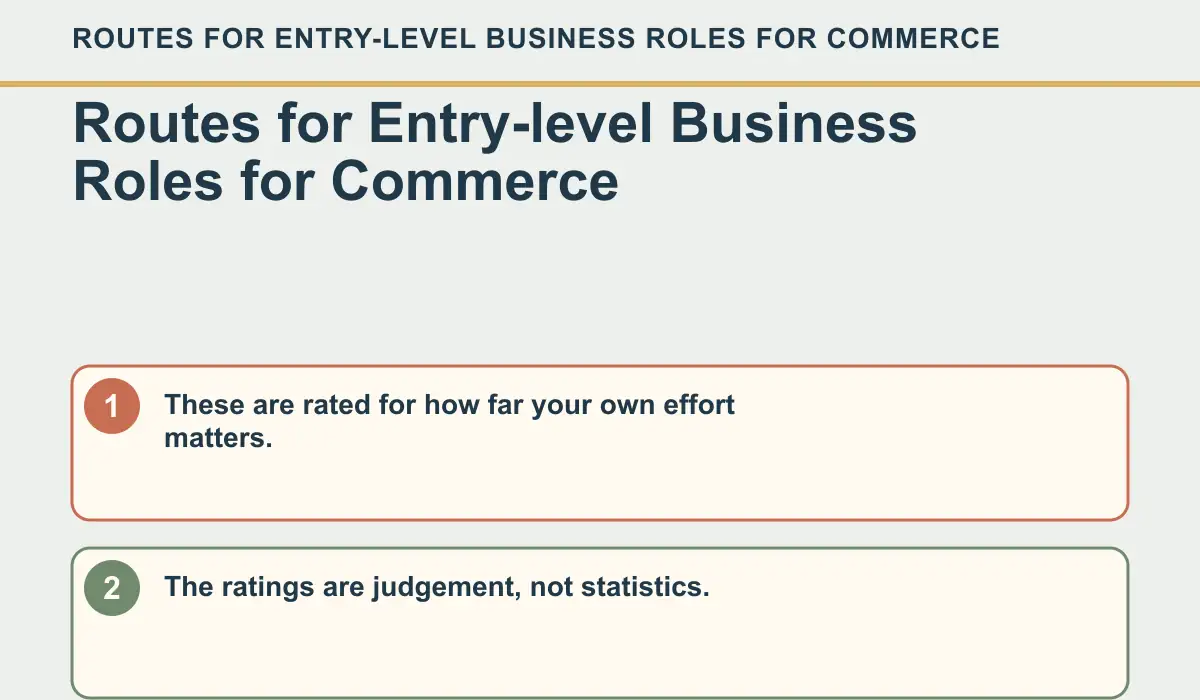 ROUTES FOR ENTRY-LEVEL BUSINESS ROLES FOR COMMERCE
Routes for Entry-level Business
Roles for Commerce
1
These are rated for how far your own effort
matters.
2
The ratings are judgement, not statistics.